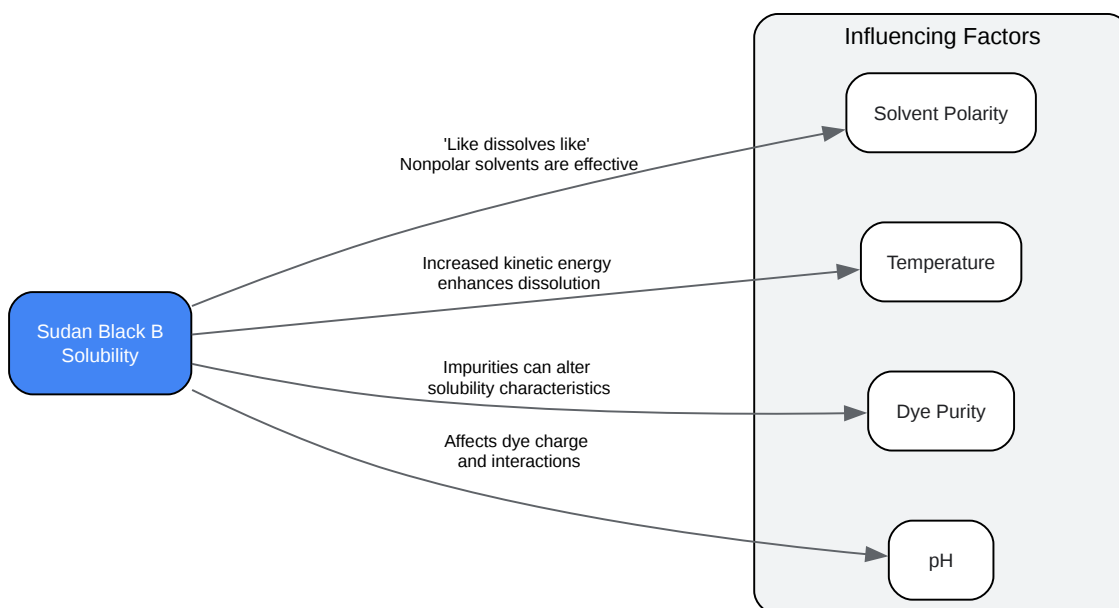 Influencing Factors
Solvent Polarity
'Like dissolves like'
Nonpolar solvents are effective
Temperature
Increased kinetic energy
enhances dissolution
Sudan Black B
Solubility
Impurities can alter
solubility characteristics
Dye Purity
Affects dye charge
and interactions
pH